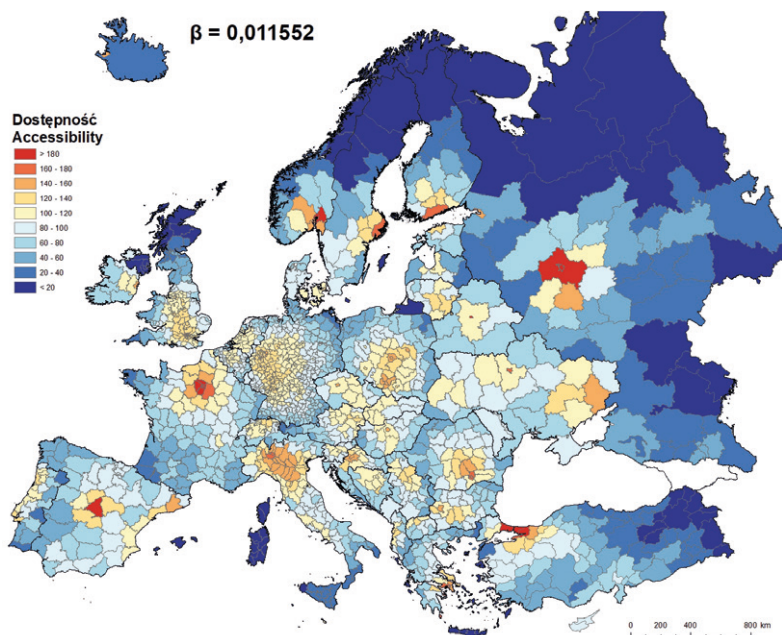 β = 0,011552
Dostępność
Accessibility
> 180
160 - 180
140 - 160
120 - 140
100 - 120
80 - 100
60 - 80
40 - 60
20 - 40
< 20
0 200 400 800 km